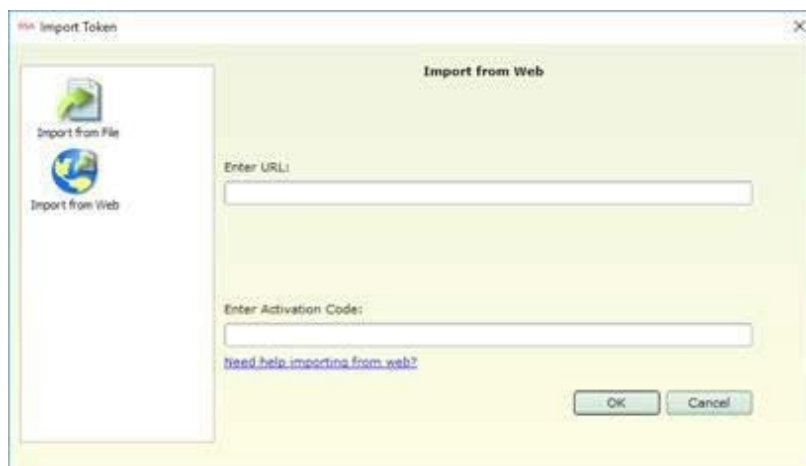 RSA Import Token
Import from Web
Import from File
Import from Web
Enter URL:
Enter Activation Code:
Need help importing from web?
OK Cancel